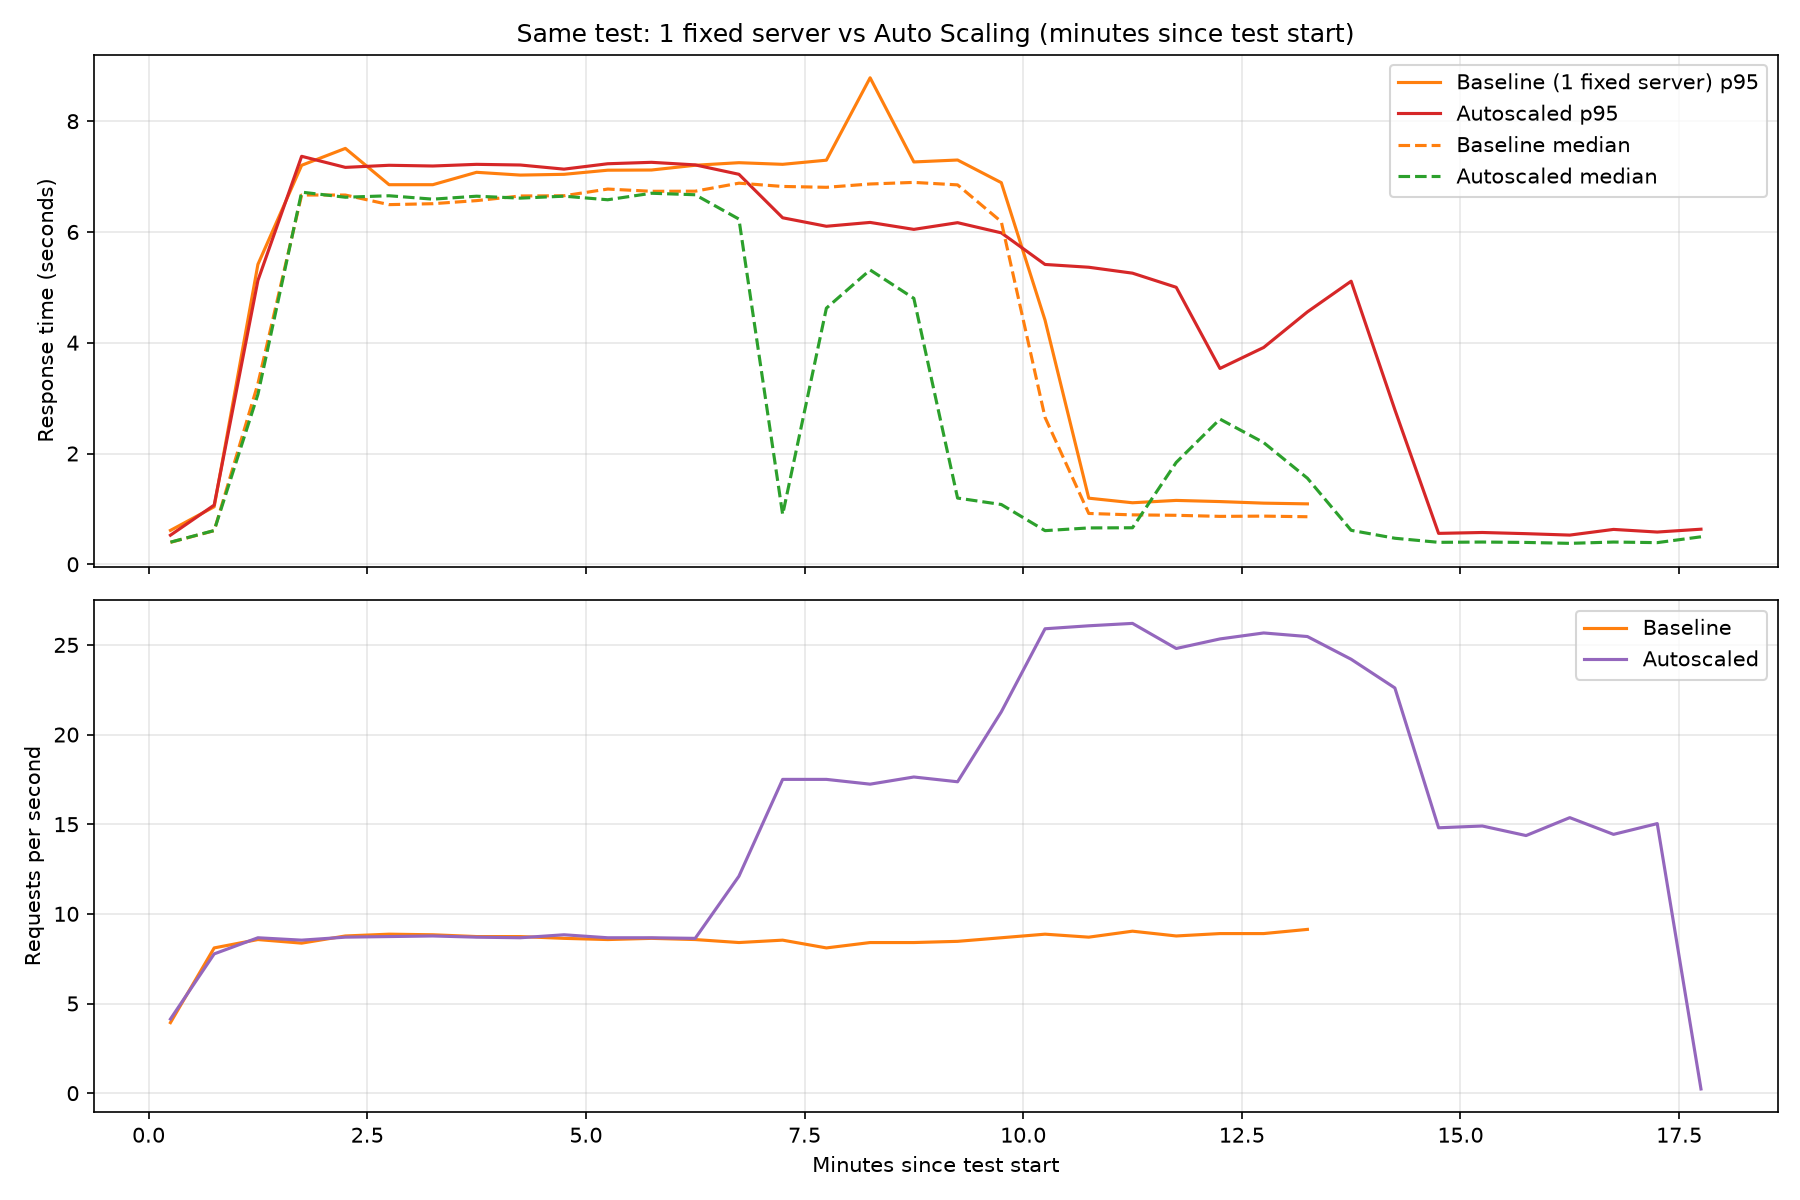 Same test: 1 fixed server vs Auto Scaling (minutes since test start)
Response time (seconds)
8
6
4
2
0
Baseline (1 fixed server) p95
Autoscaled p95
Baseline median
Autoscaled median
Requests per second
25
20
15
10
5
0
Baseline
Autoscaled
0.0 2.5 5.0 7.5 10.0 12.5 15.0 17.5
Minutes since test start